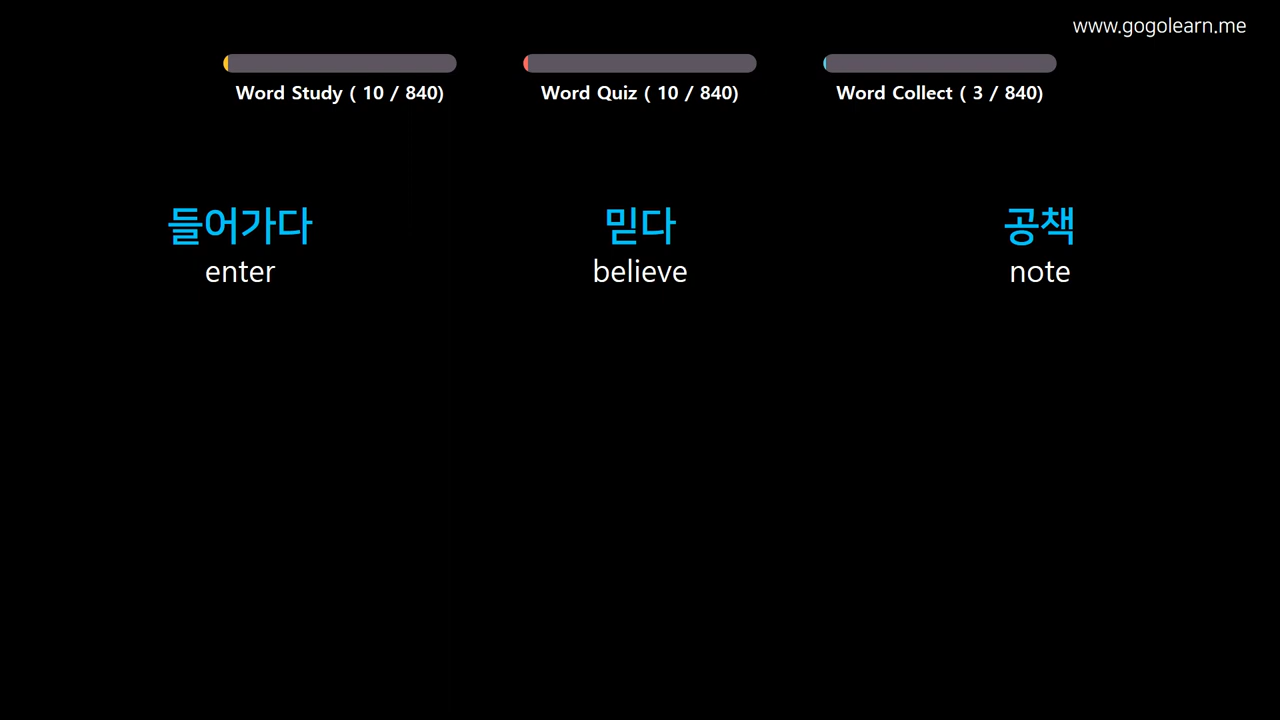 www.gogolearn.me
Word Study ( 10 / 840)
Word Quiz ( 10 / 840)
Word Collect ( 3 / 840)
들어가다
enter
믿다
believe
공책
note